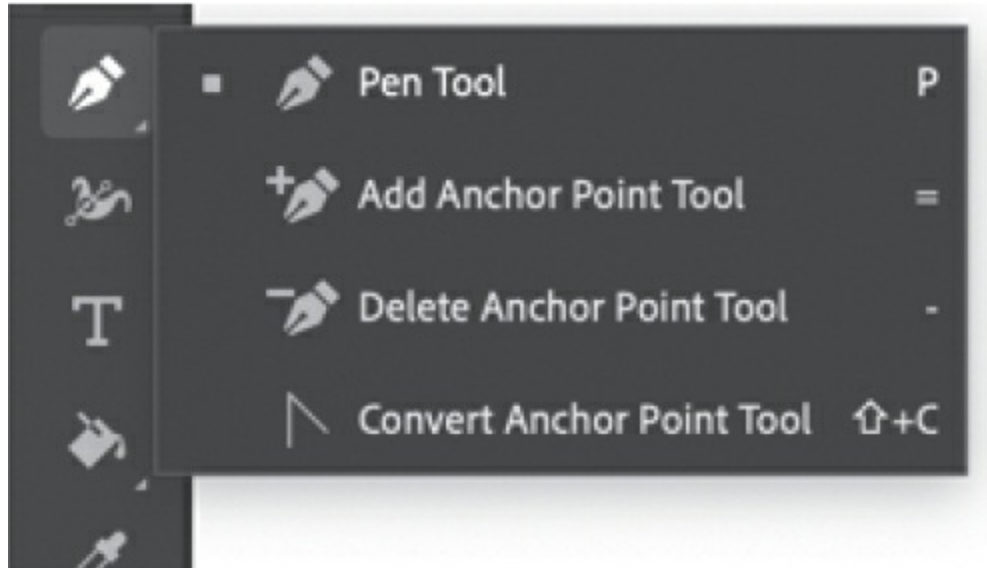 Pen Tool P
Add Anchor Point Tool =
Delete Anchor Point Tool -
T
Convert Anchor Point Tool ⇧+C